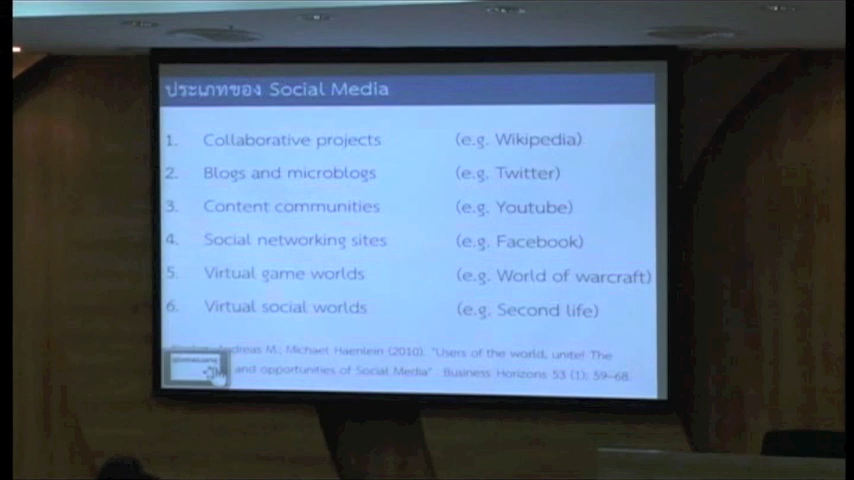 ประเภทของ Social Media
1. Collaborative projects (e.g. Wikipedia)
2. Blogs and microblogs (e.g. Twitter)
3. Content communities (e.g. Youtube)
4. Social networking sites (e.g. Facebook)
5. Virtual game worlds (e.g. World of warcraft)
6. Virtual social worlds (e.g. Second life)
Andreas M.; Michael Haenlein (2010). "Users of the world, unite! The
and opportunities of Social Media". Business Horizons 53 (1): 59–68.